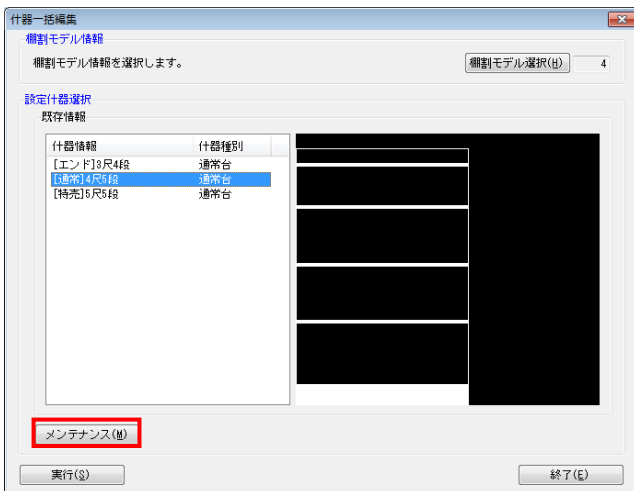 什器一括編集
棚割モデル情報
棚割モデル情報を選択します。
棚割モデル選択(H) 4
設定什器選択
既存情報
什器情報 什器種別
[エンド]3尺4段 通常台
[通常]4尺5段 通常台
[特売]5尺5段 通常台
メンテナンス(M)
実行(S) 終了(E)